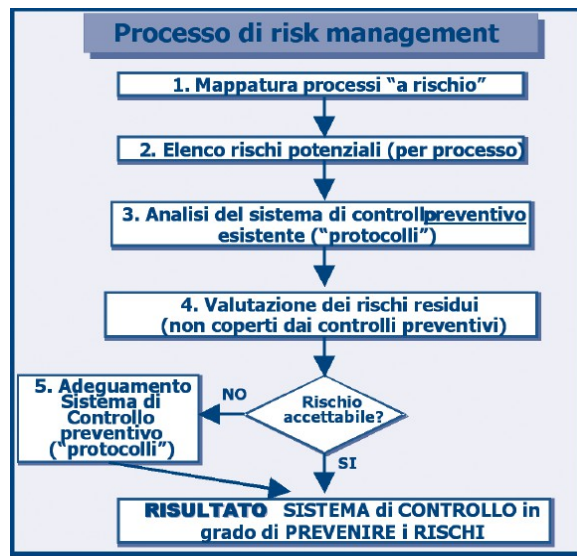 Processo di risk management
1. Mappatura processi “a rischio”
2. Elenco rischi potenziali (per processo)
3. Analisi del sistema di controllo preventivo
esistente (“protocolli”)
4. Valutazione dei rischi residui
(non coperti dai controlli preventivi)
5. Adeguamento
Sistema di
Controllo
preventivo
(“protocolli”)
NO
Rischio
accettabile?
SI
RISULTATO SISTEMA di CONTROLLO in
grado di PREVENIRE i RISCHI